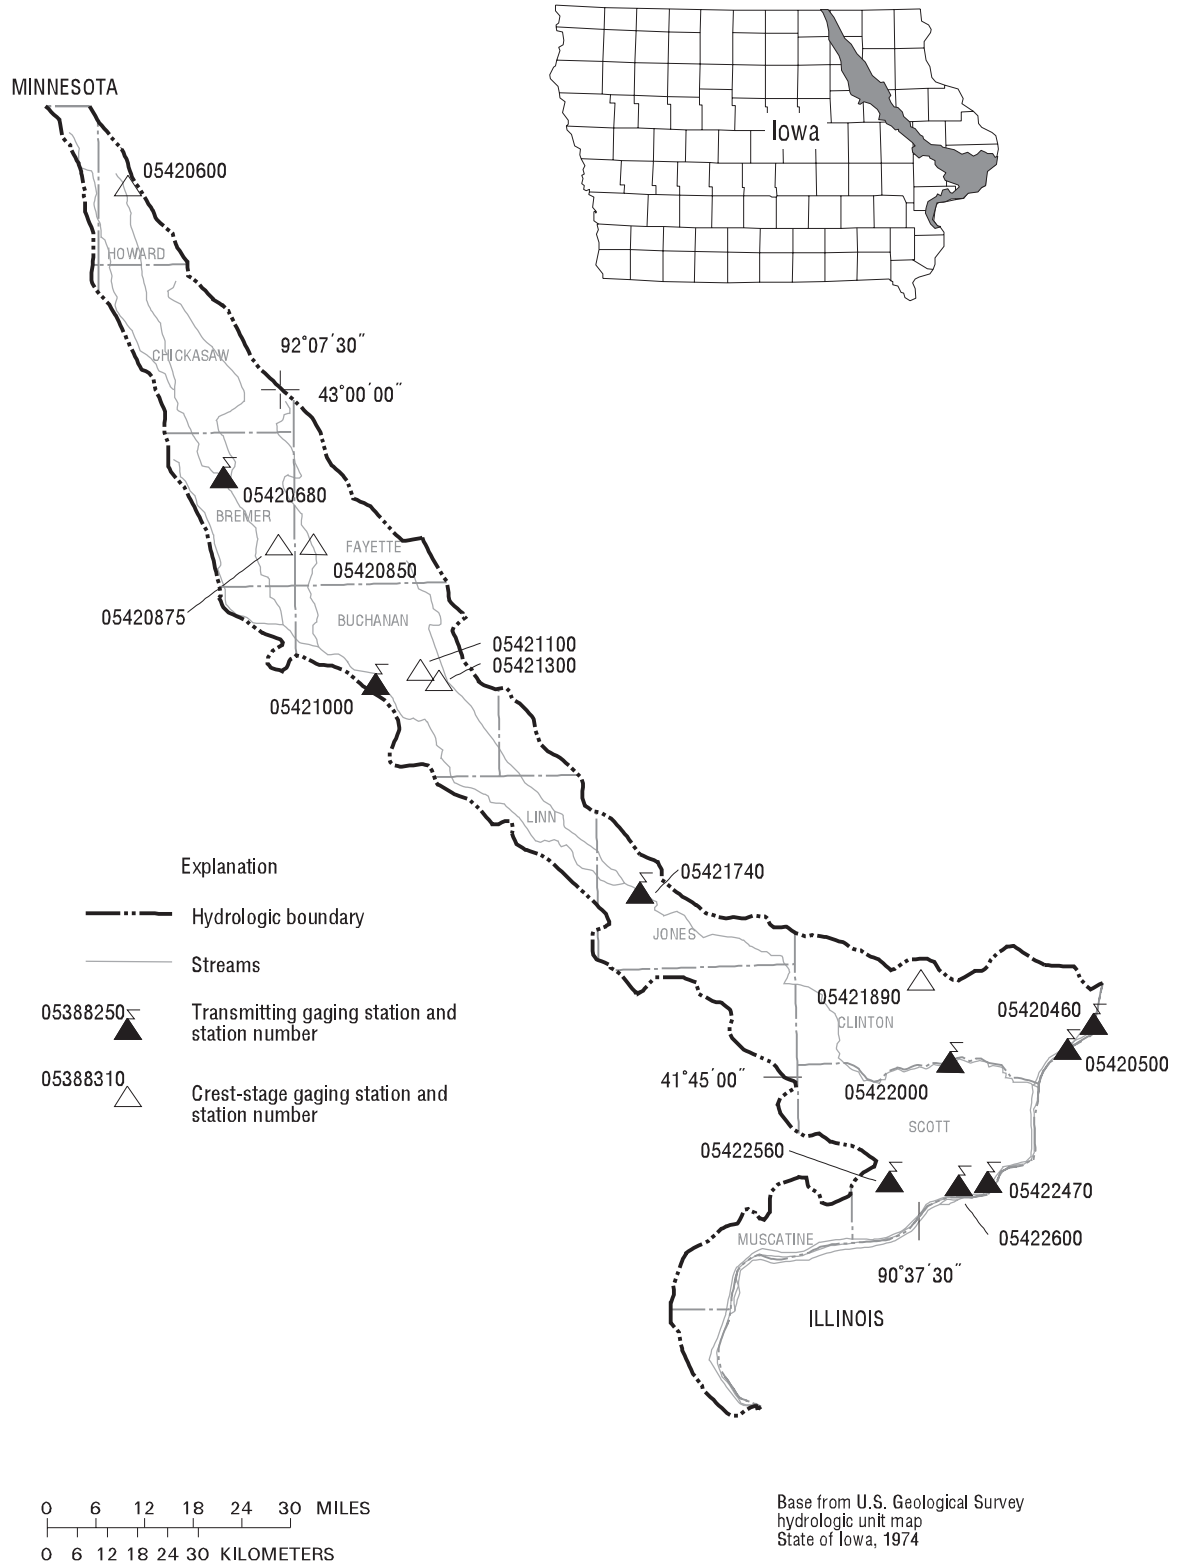 MINNESOTA
Iowa
05420600
HOWARD
92°07′30″
CHICKASAW
43°00′00″
05420680
BREMER
FAYETTE
05420850
05420875
BUCHANAN
05421100
05421300
05421000
LINN
05421740
JONES
05421890
CLINTON
05420460
05420500
41°45′00″
05422000
SCOTT
05422560
05422470
05422600
MUSCATINE
90°37′30″
ILLINOIS
Explanation
Hydrologic boundary
Streams
05388250
Transmitting gaging station and
station number
05388310
Crest-stage gaging station and
station number
0 6 12 18 24 30 MILES
0 6 12 18 24 30 KILOMETERS
Base from U.S. Geological Survey
hydrologic unit map
State of Iowa, 1974